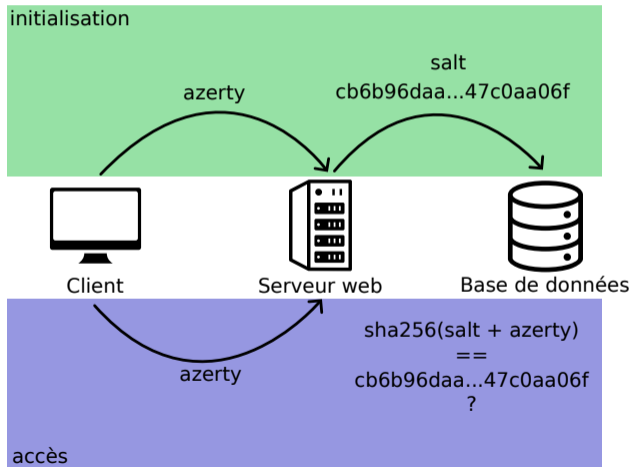 initialisation
salt
azerty
cb6b96daa...47c0aa06f
Client
Serveur web
Base de données
sha256(salt + azerty)
==
azerty
cb6b96daa...47c0aa06f
?
accès